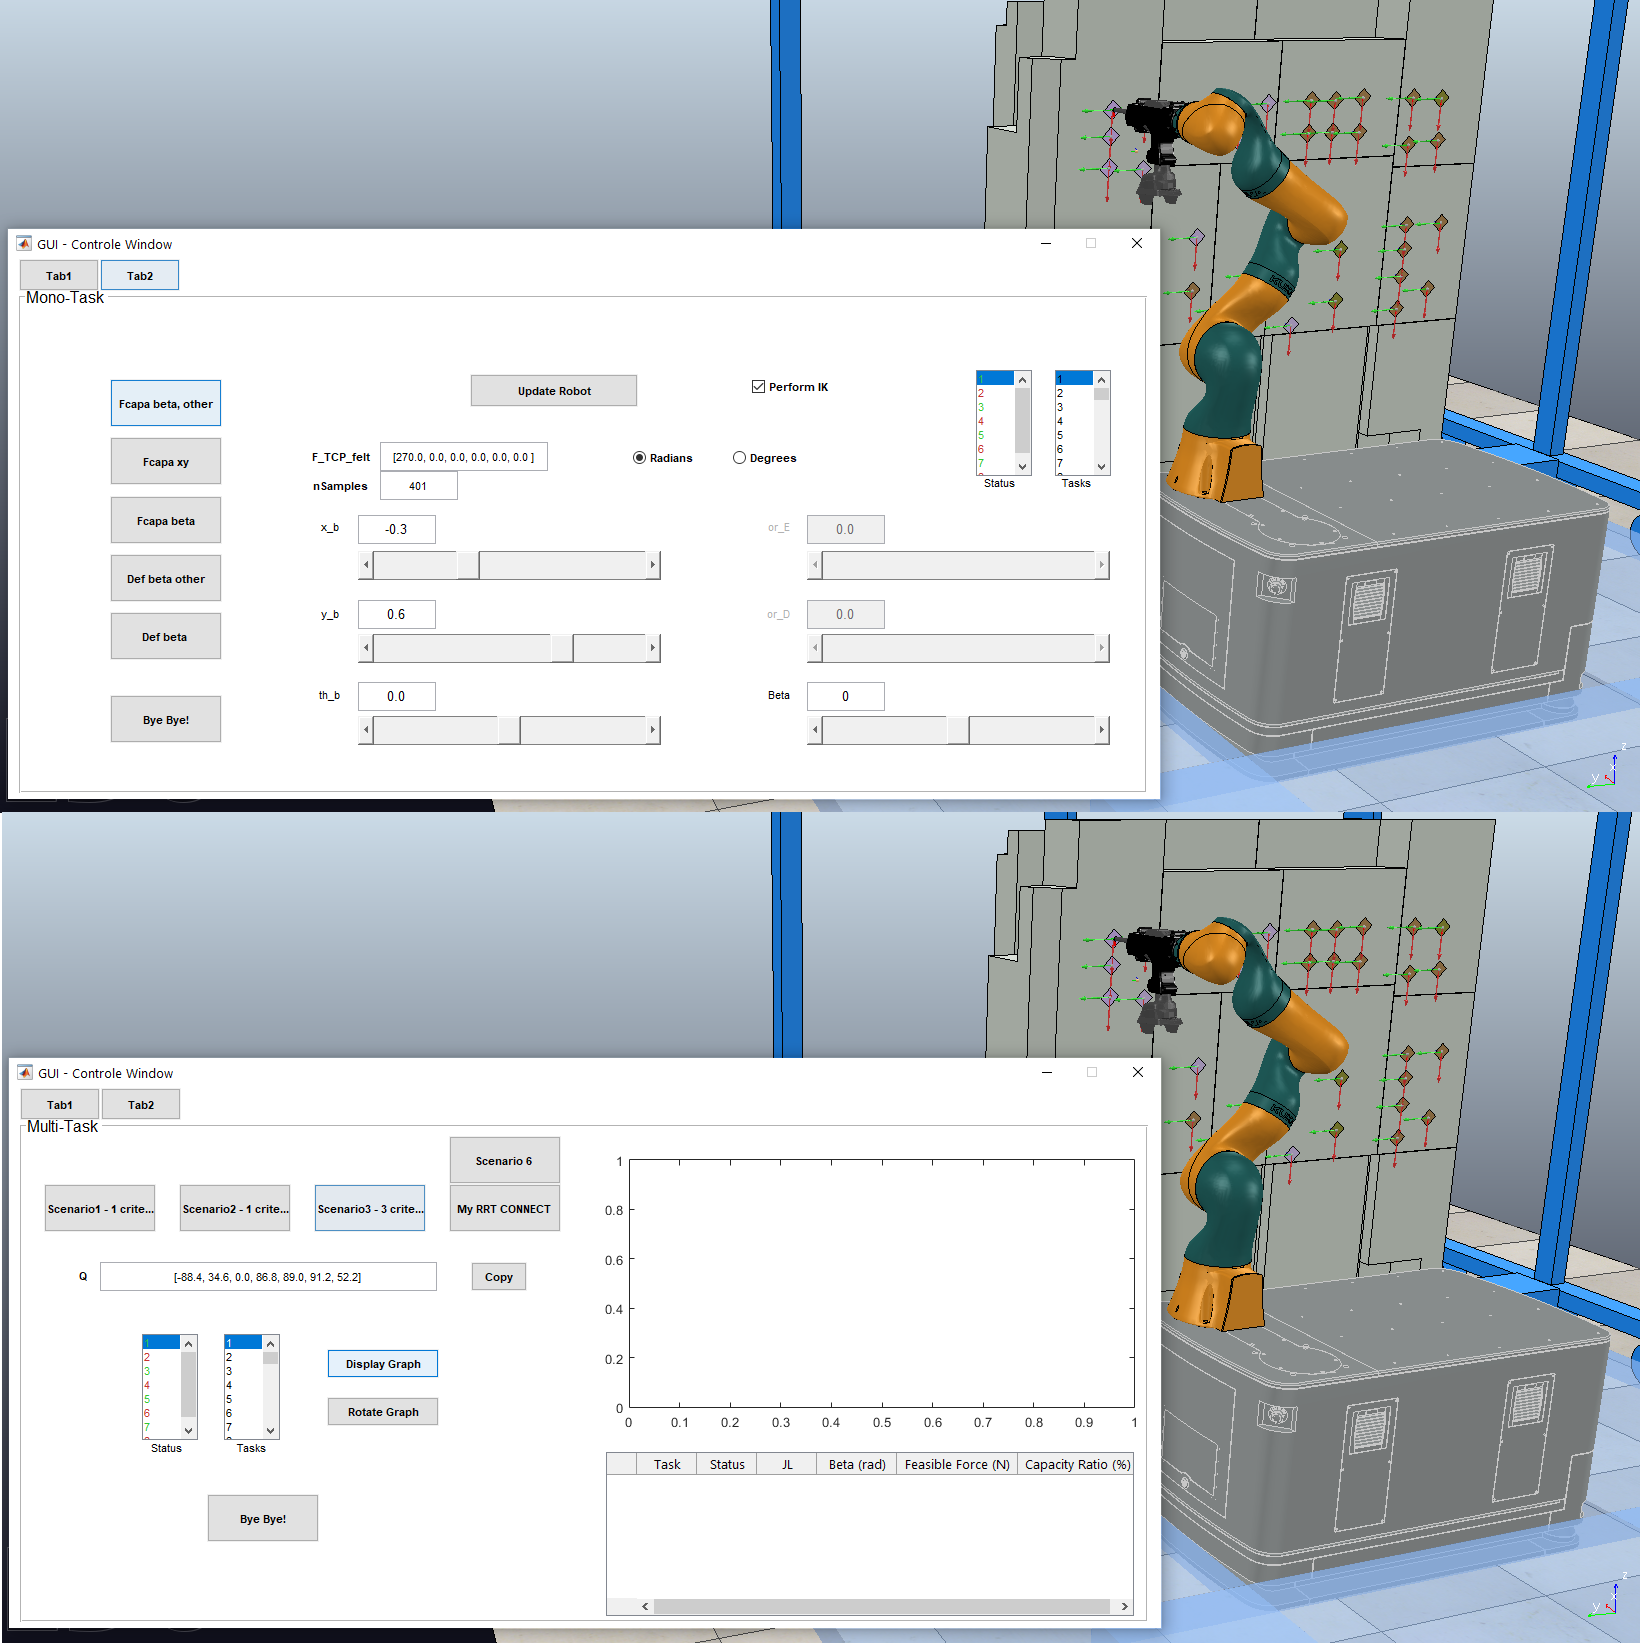 GUI - Controle Window
Tab1
Tab2
Mono-Task
Fcapa beta, other
Update Robot
Perform IK
1
2
3
4
5
6
7
Status
1
2
3
4
5
6
7
Tasks
Fcapa xy
F_TCP_felt
[270.0, 0.0, 0.0, 0.0, 0.0, 0.0 ]
Radians
Degrees
nSamples
401
Fcapa beta
x_b
-0.3
or_E
0.0
Def beta other
y_b
0.6
or_D
0.0
Def beta
th_b
0.0
Beta
0
Bye Bye!
z
y
GUI - Controle Window
Tab1
Tab2
Multi-Task
Scenario 6
Scenario1 - 1 crite...
Scenario2 - 1 crite...
Scenario3 - 3 crite...
My RRT CONNECT
Q
[-88.4, 34.6, 0.0, 86.8, 89.0, 91.2, 52.2]
Copy
1
2
3
4
5
6
7
Status
1
2
3
4
5
6
7
Tasks
Display Graph
Rotate Graph
Bye Bye!
1
0.8
0.6
0.4
0.2
0
0 0.1 0.2 0.3 0.4 0.5 0.6 0.7 0.8 0.9 1
Task Status JL Beta (rad) Feasible Force (N) Capacity Ratio (%)
z
y